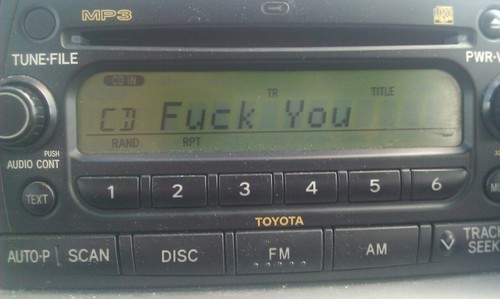 MP3
TUNE·FILE
PWR·V
CD IN
TR
TITLE
CD Fuck You
RAND
RPT
PUSH
AUDIO CONT
TEXT
1 2 3 4 5 6
TOYOTA
AUTO-P SCAN DISC FM AM
TRACK
SEEK